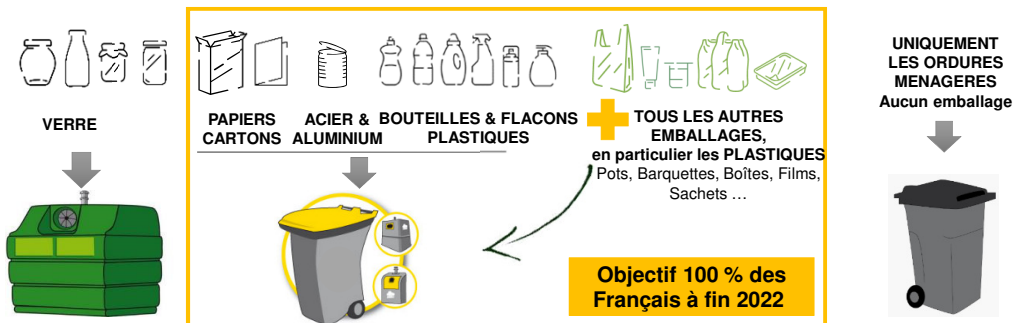 VERRE
PAPIERS
CARTONS
ACIER &
ALUMINIUM
BOUTEILLES & FLACONS
PLASTIQUES
TOUS LES AUTRES
EMBALLAGES,
en particulier les PLASTIQUES
Pots, Barquettes, Boîtes, Films,
Sachets …
Objectif 100 % des
Français à fin 2022
UNIQUEMENT
LES ORDURES
MENAGERES
Aucun emballage